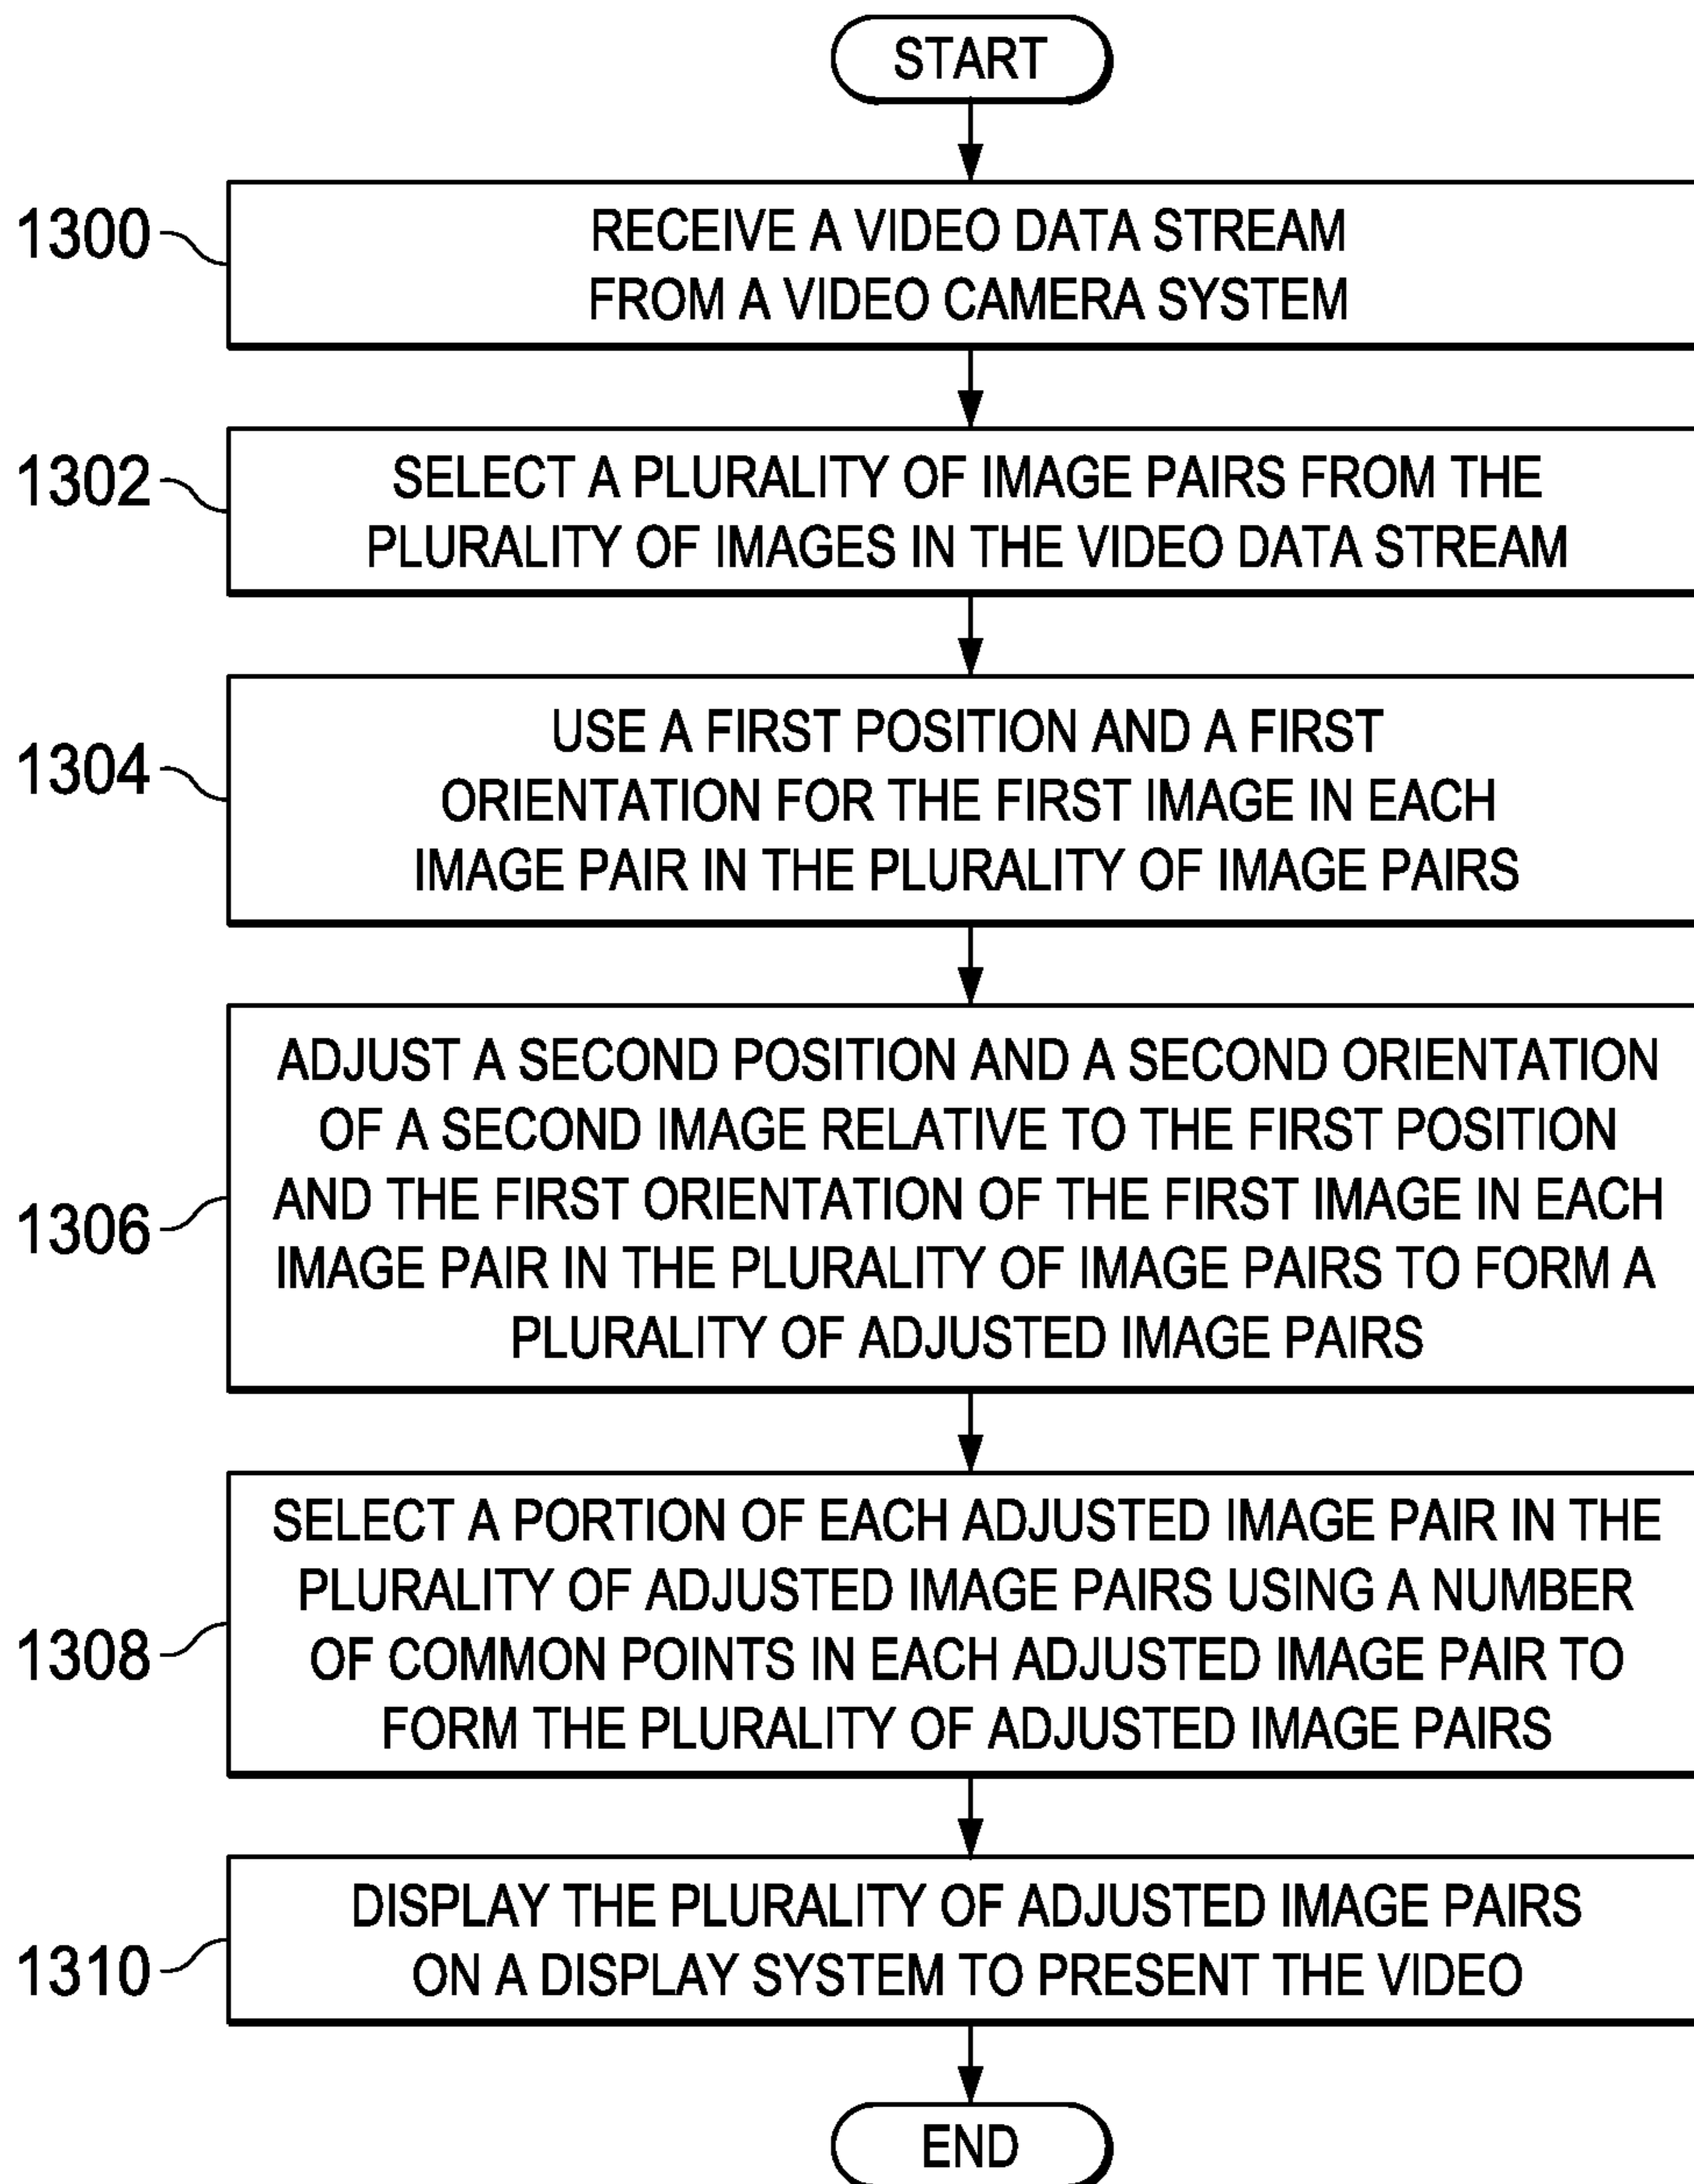 START
1300
RECEIVE A VIDEO DATA STREAM
FROM A VIDEO CAMERA SYSTEM
1302
SELECT A PLURALITY OF IMAGE PAIRS FROM THE
PLURALITY OF IMAGES IN THE VIDEO DATA STREAM
1304
USE A FIRST POSITION AND A FIRST
ORIENTATION FOR THE FIRST IMAGE IN EACH
IMAGE PAIR IN THE PLURALITY OF IMAGE PAIRS
1306
ADJUST A SECOND POSITION AND A SECOND ORIENTATION
OF A SECOND IMAGE RELATIVE TO THE FIRST POSITION
AND THE FIRST ORIENTATION OF THE FIRST IMAGE IN EACH
IMAGE PAIR IN THE PLURALITY OF IMAGE PAIRS TO FORM A
PLURALITY OF ADJUSTED IMAGE PAIRS
1308
SELECT A PORTION OF EACH ADJUSTED IMAGE PAIR IN THE
PLURALITY OF ADJUSTED IMAGE PAIRS USING A NUMBER
OF COMMON POINTS IN EACH ADJUSTED IMAGE PAIR TO
FORM THE PLURALITY OF ADJUSTED IMAGE PAIRS
1310
DISPLAY THE PLURALITY OF ADJUSTED IMAGE PAIRS
ON A DISPLAY SYSTEM TO PRESENT THE VIDEO
END